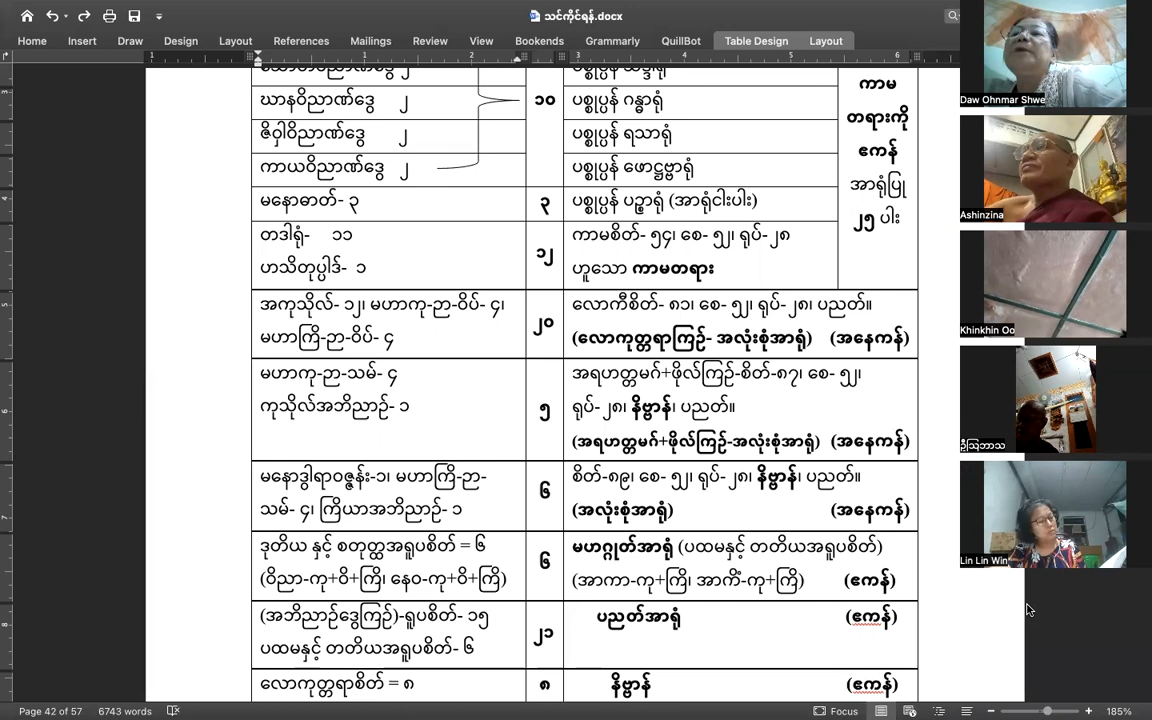 သင်ကိုင်ရန်.docx
Home Insert Draw Design Layout References Mailings Review View Bookends Grammarly QuillBot Table Design Layout
ဃာနဝိညာဏ်ဒွေ ၂
ဇိဝှါဝိညာဏ်ဒွေ ၂
ကာယဝိညာဏ်ဒွေ ၂
၁၀
ပစ္စုပ္ပန် ဂန္ဓာရုံ
ပစ္စုပ္ပန် ရသာရုံ
ပစ္စုပ္ပန် ဖောဋ္ဌဗ္ဗာရုံ
ကာမ
တရားကို
ဧကန်
အာရုံပြု
၂၅ ပါး
မနောဓာတ်- ၃
၃
ပစ္စုပ္ပန် ပဉ္စာရုံ (အာရုံငါးပါး)
တဒါရုံ- ၁၁
ဟသိတုပ္ပါဒ်- ၁
၁၂
ကာမစိတ်- ၅၄၊ စေ- ၅၂၊ ရုပ်-၂၈
ဟူသော ကာမတရား
အကုသိုလ်- ၁၂၊ မဟာကု-ဉာ-ဝိပ်- ၄၊
မဟာကြိ-ဉာ-ဝိပ်- ၄
၂၀
လောကီစိတ်- ၈၁၊ စေ- ၅၂၊ ရုပ်-၂၈၊ ပညတ်။
(လောကုတ္တရာကြဉ်- အလုံးစုံအာရုံ) (အနေကန်)
မဟာကု-ဉာ-သမ်- ၄
ကုသိုလ်အဘိညာဉ်- ၁
၅
အရဟတ္တမဂ်+ဖိုလ်ကြဉ်-စိတ်-၈၇၊ စေ- ၅၂၊
ရုပ်-၂၈၊ နိဗ္ဗာန်၊ ပညတ်။
(အရဟတ္တမဂ်+ဖိုလ်ကြဉ်-အလုံးစုံအာရုံ) (အနေကန်)
မနောဒွါရာဝဇ္ဇန်း-၁၊ မဟာကြိ-ဉာ-
သမ်- ၄၊ ကြိယာအဘိညာဉ်- ၁
၆
စိတ်-၈၉၊ စေ- ၅၂၊ ရုပ်-၂၈၊ နိဗ္ဗာန်၊ ပညတ်။
(အလုံးစုံအာရုံ) (အနေကန်)
ဒုတိယ နှင့် စတုတ္ထအရူပစိတ် = ၆
(ဝိညာ-ကု+ဝိ+ကြိ၊ နေဝ-ကု+ဝိ+ကြိ)
၆
မဟဂ္ဂုတ်အာရုံ (ပထမနှင့် တတိယအရူပစိတ်)
(အာကာ-ကု+ကြိ၊ အာကိံ-ကု+ကြိ) (ဧကန်)
(အဘိညာဉ်ဒွေကြဉ်)-ရူပစိတ်- ၁၅
ပထမနှင့် တတိယအရူပစိတ်- ၆
၂၁
ပညတ်အာရုံ (ဧကန်)
လောကုတ္တရာစိတ် = ၈
၈
နိဗ္ဗာန် (ဧကန်)
Daw Ohnmar Shwe
Ashinzina
Khinkhin Oo
ဦးသြဘာသ
Lin Lin Win
Page 42 of 57 6743 words Focus 185%